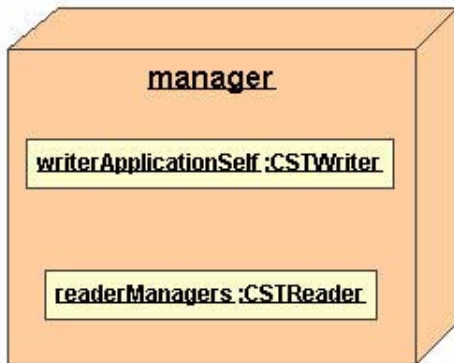 manager
writerApplicationSelf :CSTWriter
readerManagers :CSTReader